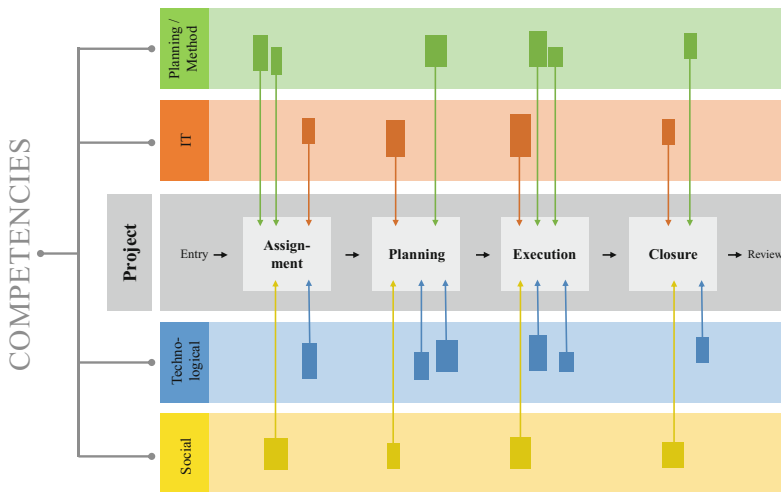 COMPETENCIES
Planning /
Method
IT
Project
Entry
Assign-
ment
Planning
Execution
Closure
Review
Techno-
logical
Social